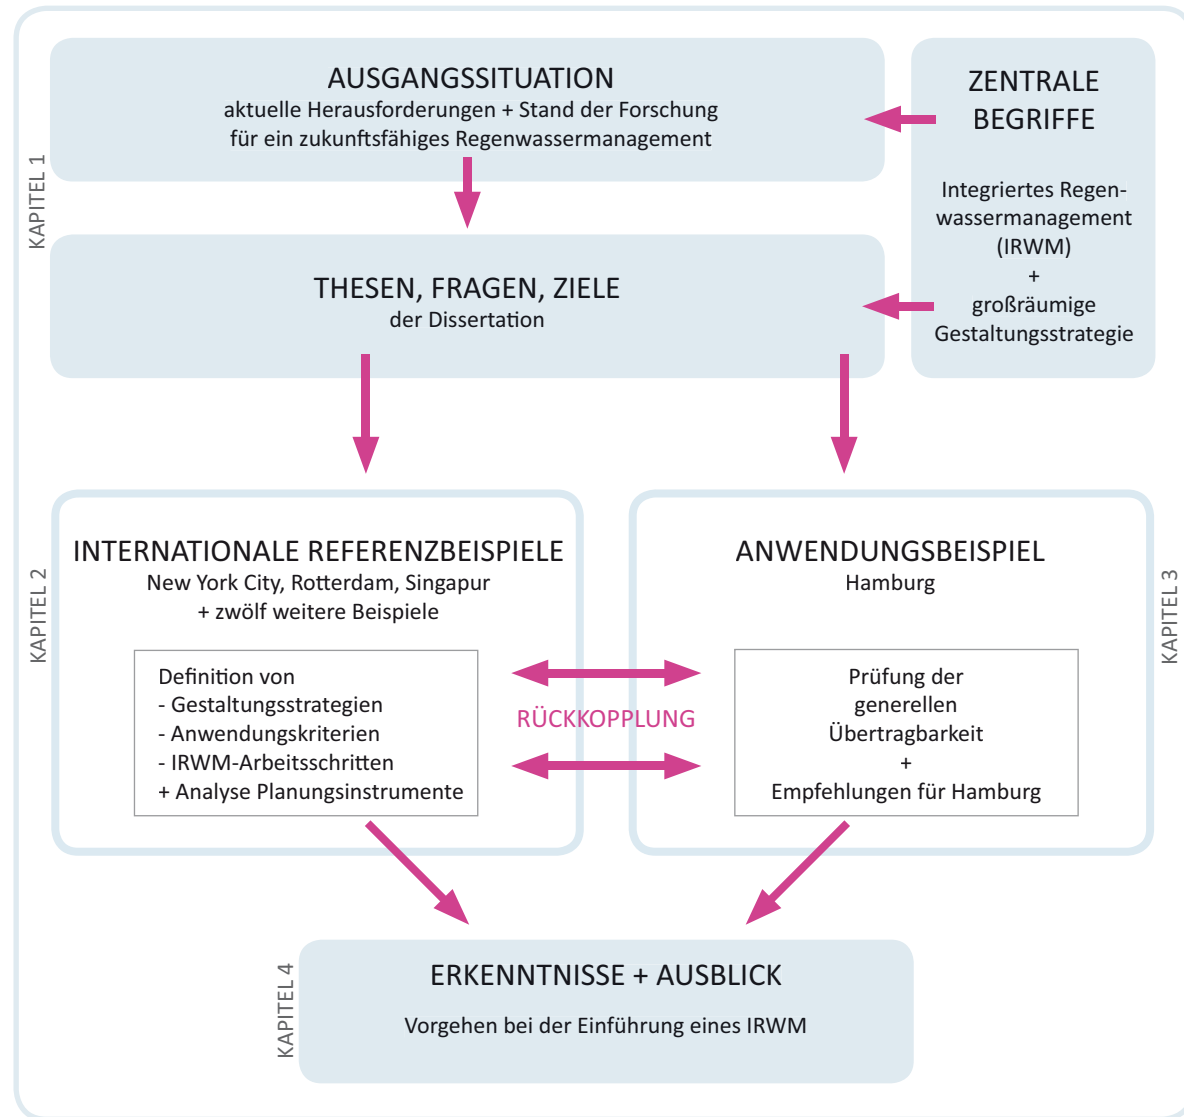 KAPITEL 1
AUSGANGSSITUATION
aktuelle Herausforderungen + Stand der Forschung
für ein zukunftsfähiges Regenwassermanagement
ZENTRALE
BEGRIFFE
Integriertes Regen-
wassermanagement
(IRWM)
+
großräumige
Gestaltungsstrategie
THESEN, FRAGEN, ZIELE
der Dissertation
KAPITEL 2
INTERNATIONALE REFERENZBEISPIELE
New York City, Rotterdam, Singapur
+ zwölf weitere Beispiele
Definition von
- Gestaltungsstrategien
- Anwendungskriterien
- IRWM-Arbeitsschritten
+ Analyse Planungsinstrumente
RÜCKKOPPLUNG
KAPITEL 3
ANWENDUNGSBEISPIEL
Hamburg
Prüfung der
generellen
Übertragbarkeit
+
Empfehlungen für Hamburg
KAPITEL 4
ERKENNTNISSE + AUSBLICK
Vorgehen bei der Einführung eines IRWM